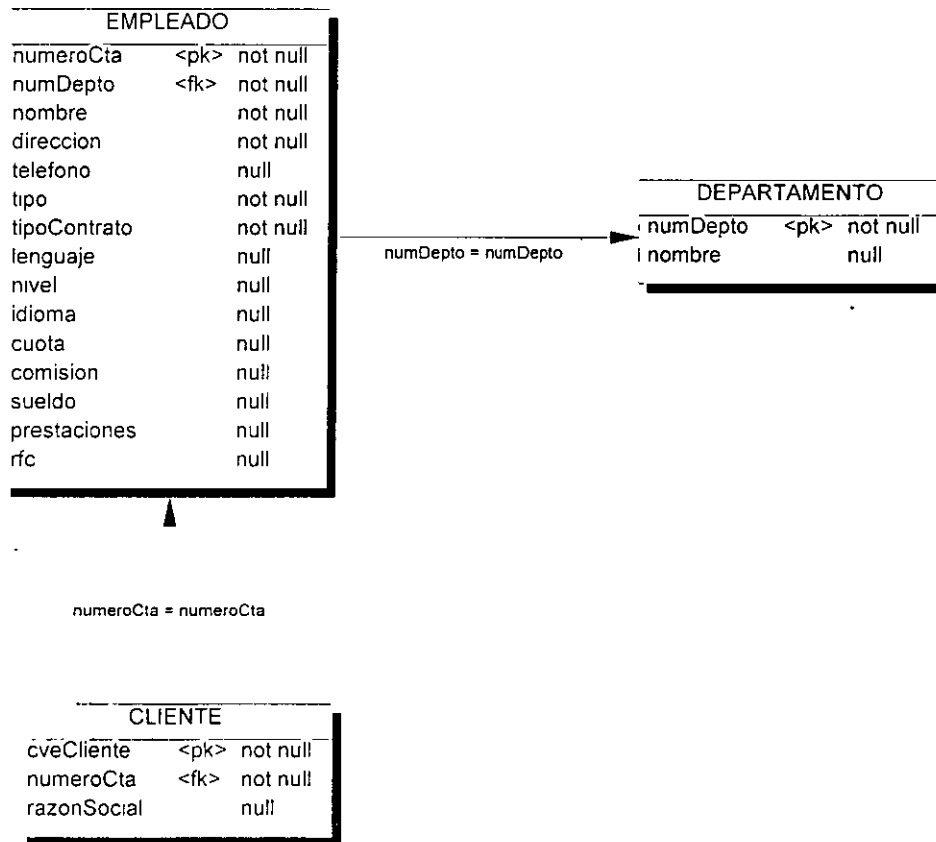 EMPLEADO
numeroCta <pk> not null
numDepto <fk> not null
nombre not null
direccion not null
telefono null
tipo not null
tipoContrato not null
lenguaje null
nivel null
idioma null
cuota null
comision null
sueldo null
prestaciones null
rfc null
numDepto = numDepto
DEPARTAMENTO
numDepto <pk> not null
nombre null
numeroCta = numeroCta
CLIENTE
cveCliente <pk> not null
numeroCta <fk> not null
razonSocial null